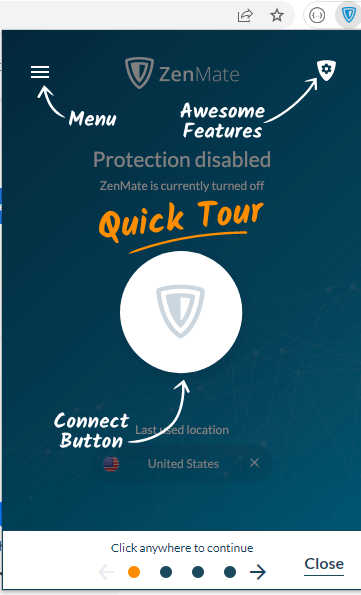 ZenMate
Menu
Awesome
Features
Protection disabled
ZenMate is currently turned off
Quick Tour
Connect
Button
Last used location
United States
Click anywhere to continue
Close